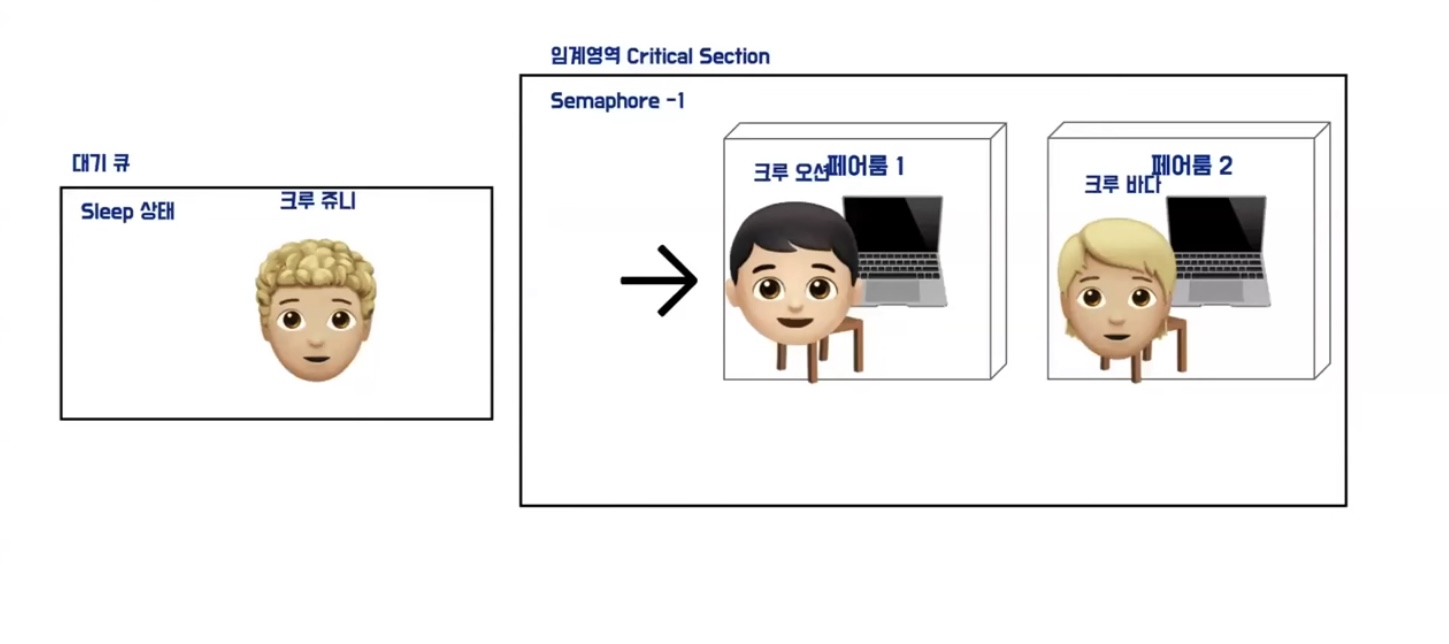 임계영역 Critical Section
Semaphore -1
대기 큐
Sleep 상태
크루 쥬니
크루 오션
페어룸 1
크루 바다
페어룸 2